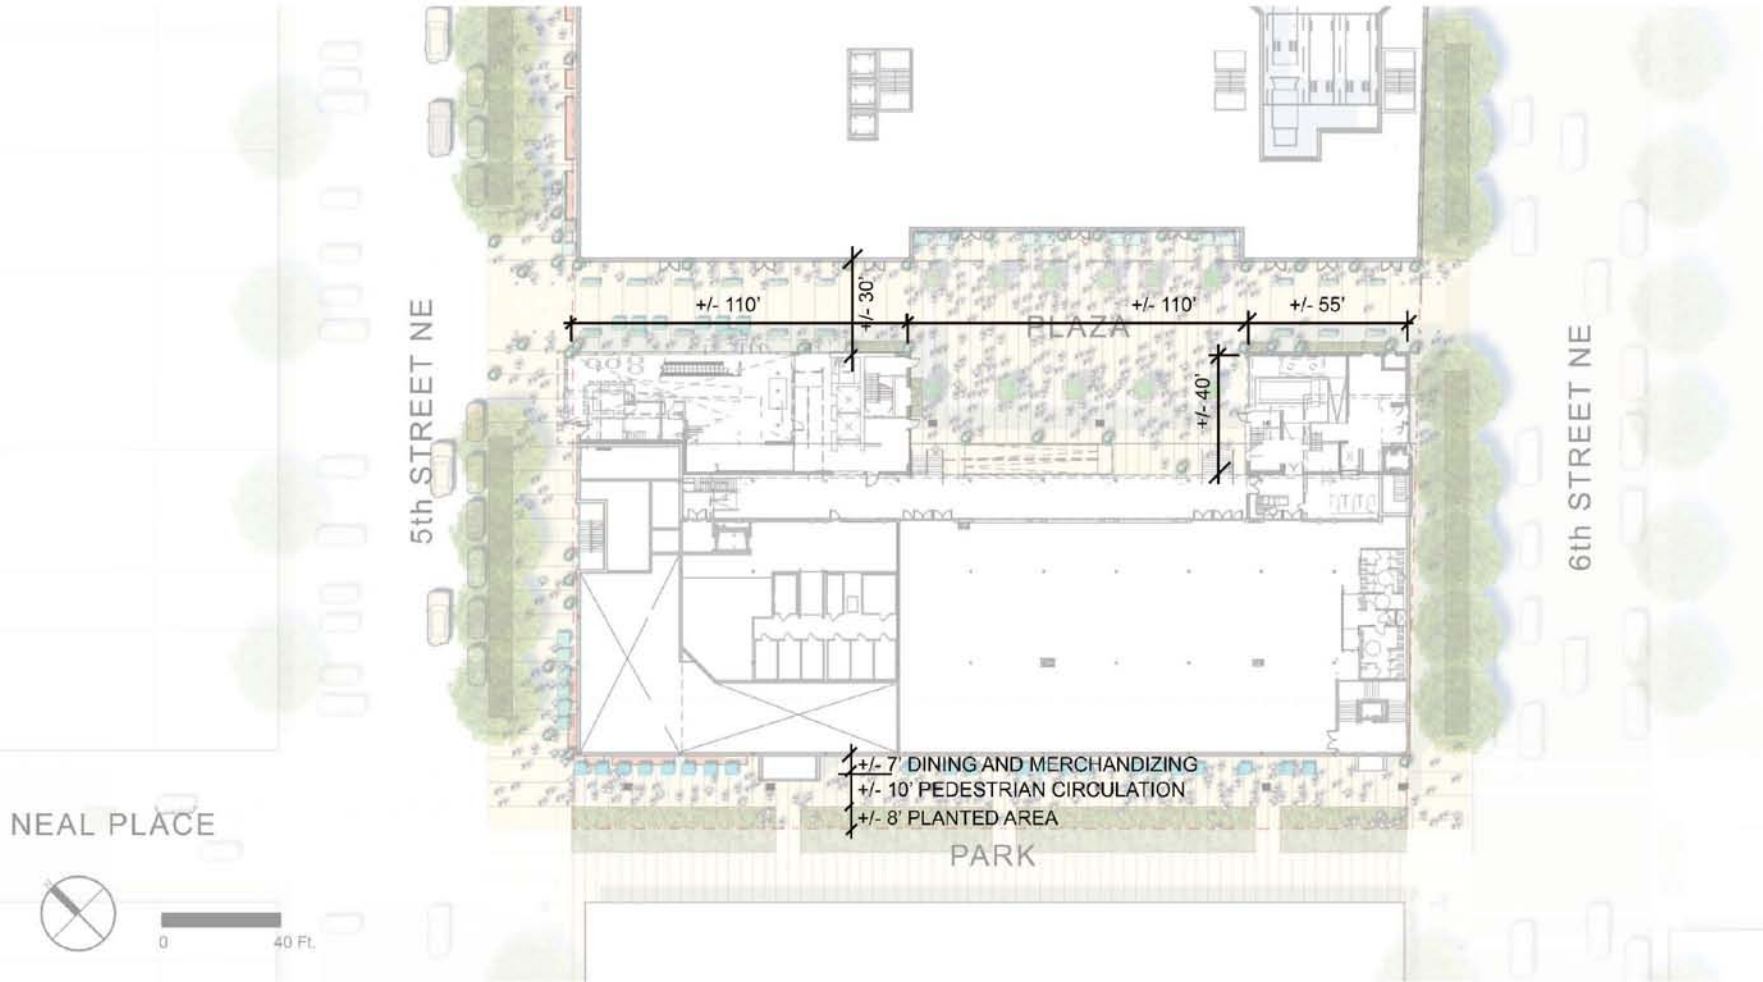 +/- 110'
+/- 30'
+/- 110'
+/- 55'
PLAZA
+/- 40'
5th STREET NE
6th STREET NE
+/- 7' DINING AND MERCHANDIZING
+/- 10' PEDESTRIAN CIRCULATION
+/- 8' PLANTED AREA
NEAL PLACE
PARK
0
40 Ft.